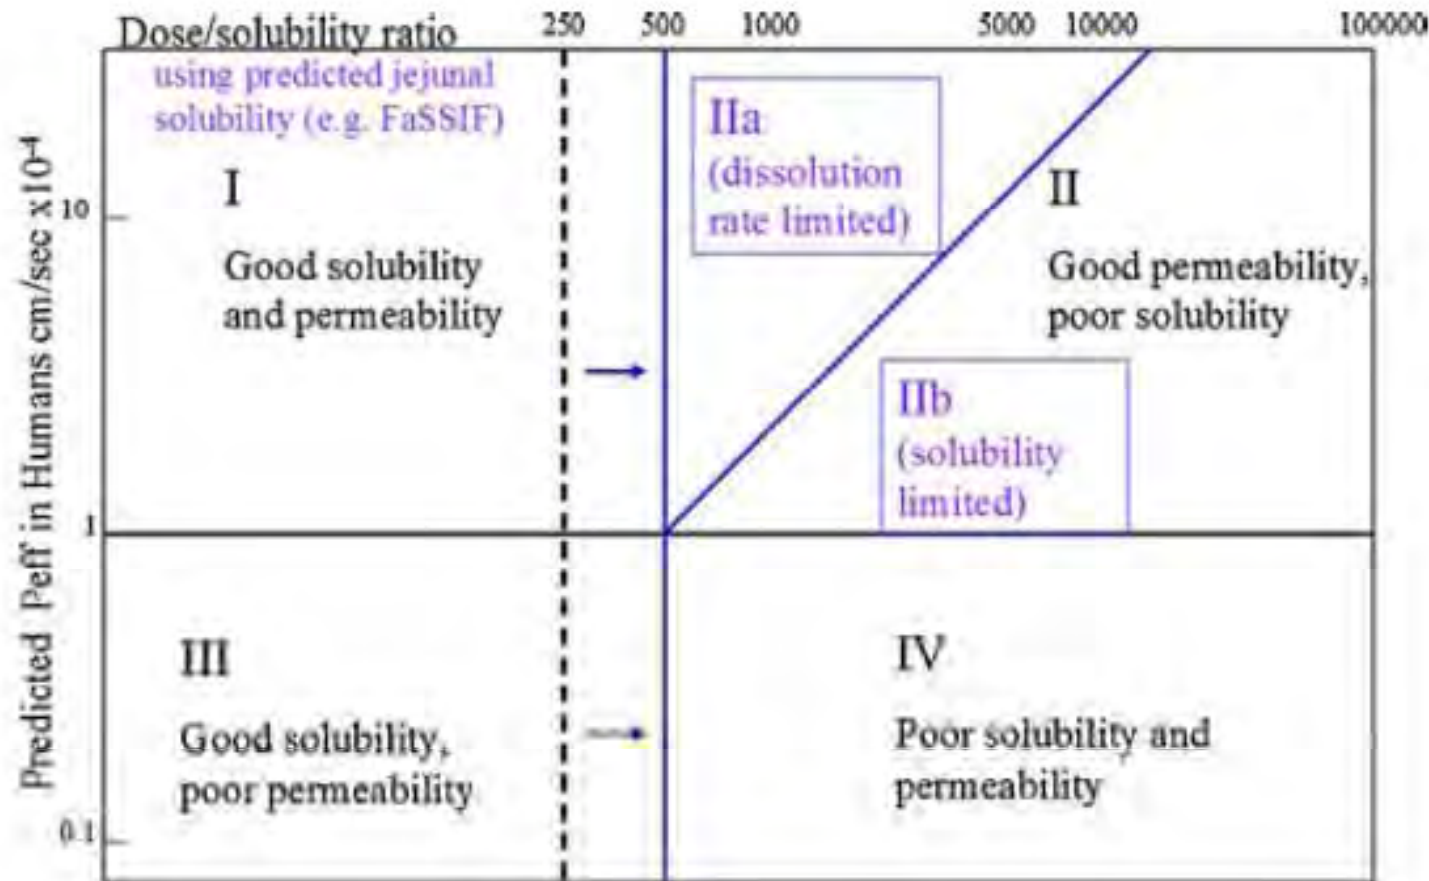 Dose/solubility ratio
250 500 1000 5000 10000 100000
using predicted jejunal
solubility (e.g. FaSSIF)
Predicted Peff in Humans cm/sec x10-4
10
1
0.1
I
Good solubility
and permeability
IIa
(dissolution
rate limited)
II
Good permeability,
poor solubility
IIb
(solubility
limited)
III
Good solubility,
poor permeability
IV
Poor solubility and
permeability